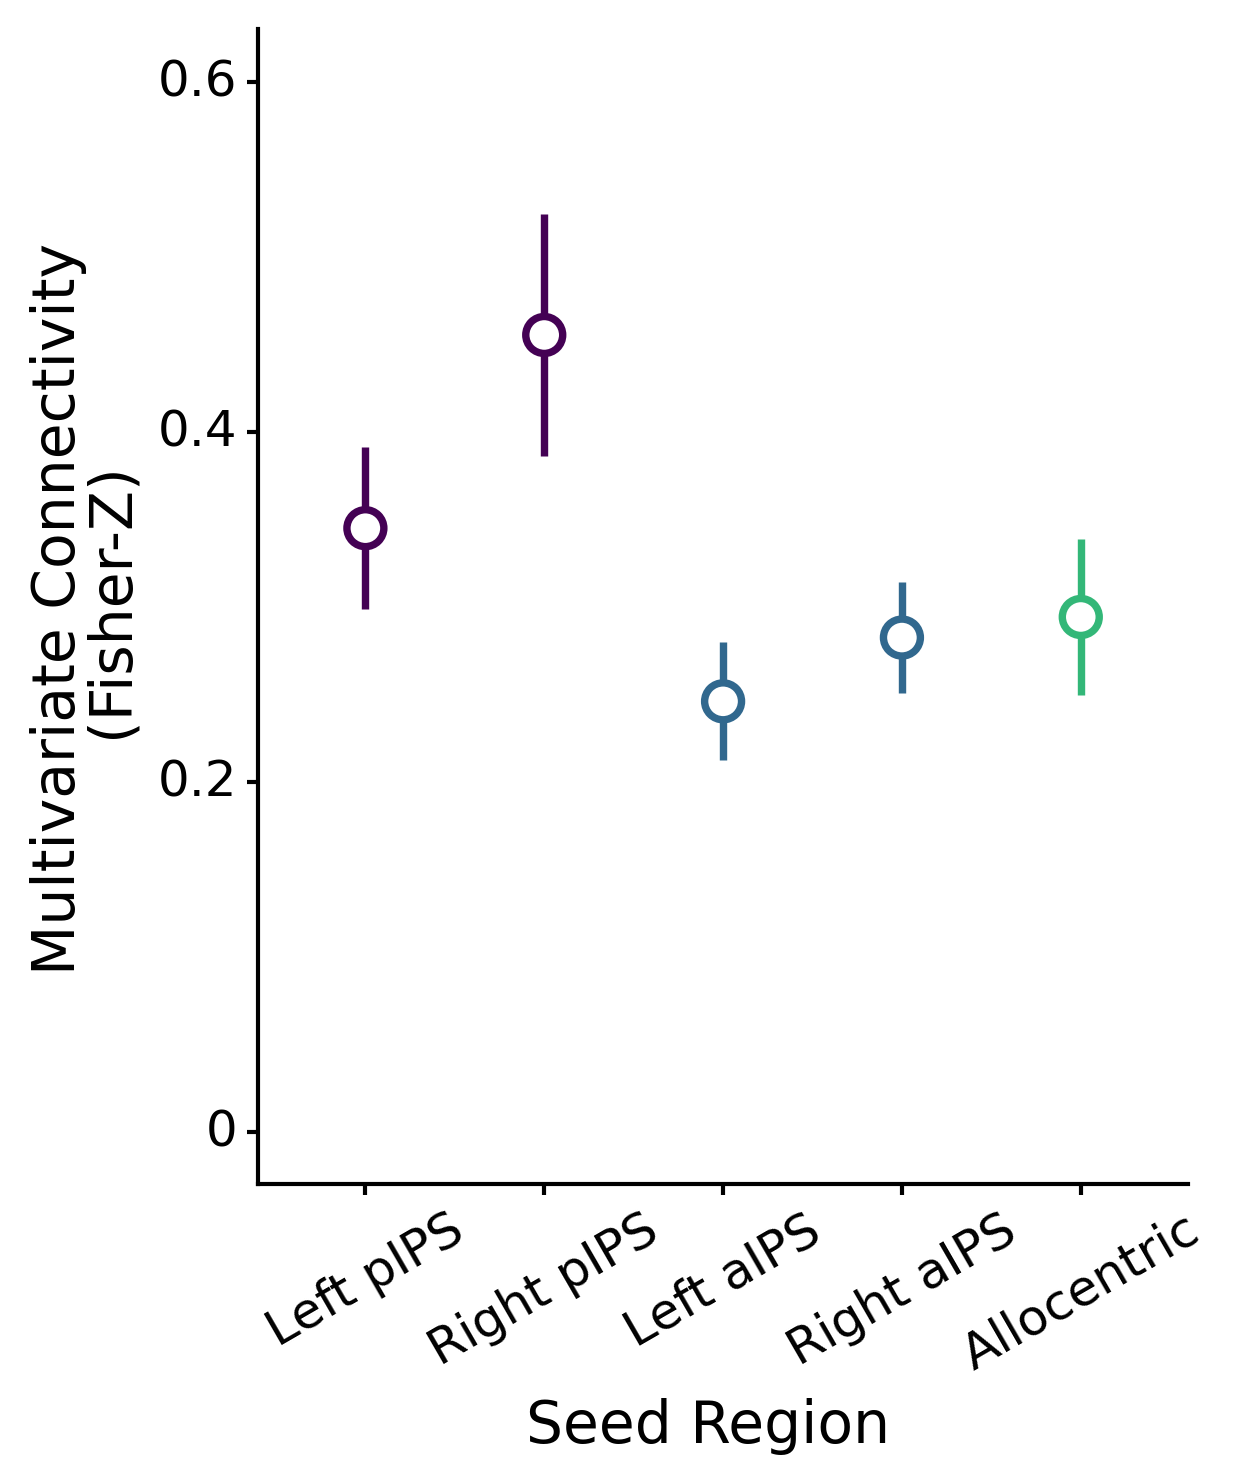 Multivariate Connectivity
(Fisher-Z)
0.6
0.4
0.2
0
Left pIPS
Right pIPS
Left aIPS
Right aIPS
Allocentric
Seed Region